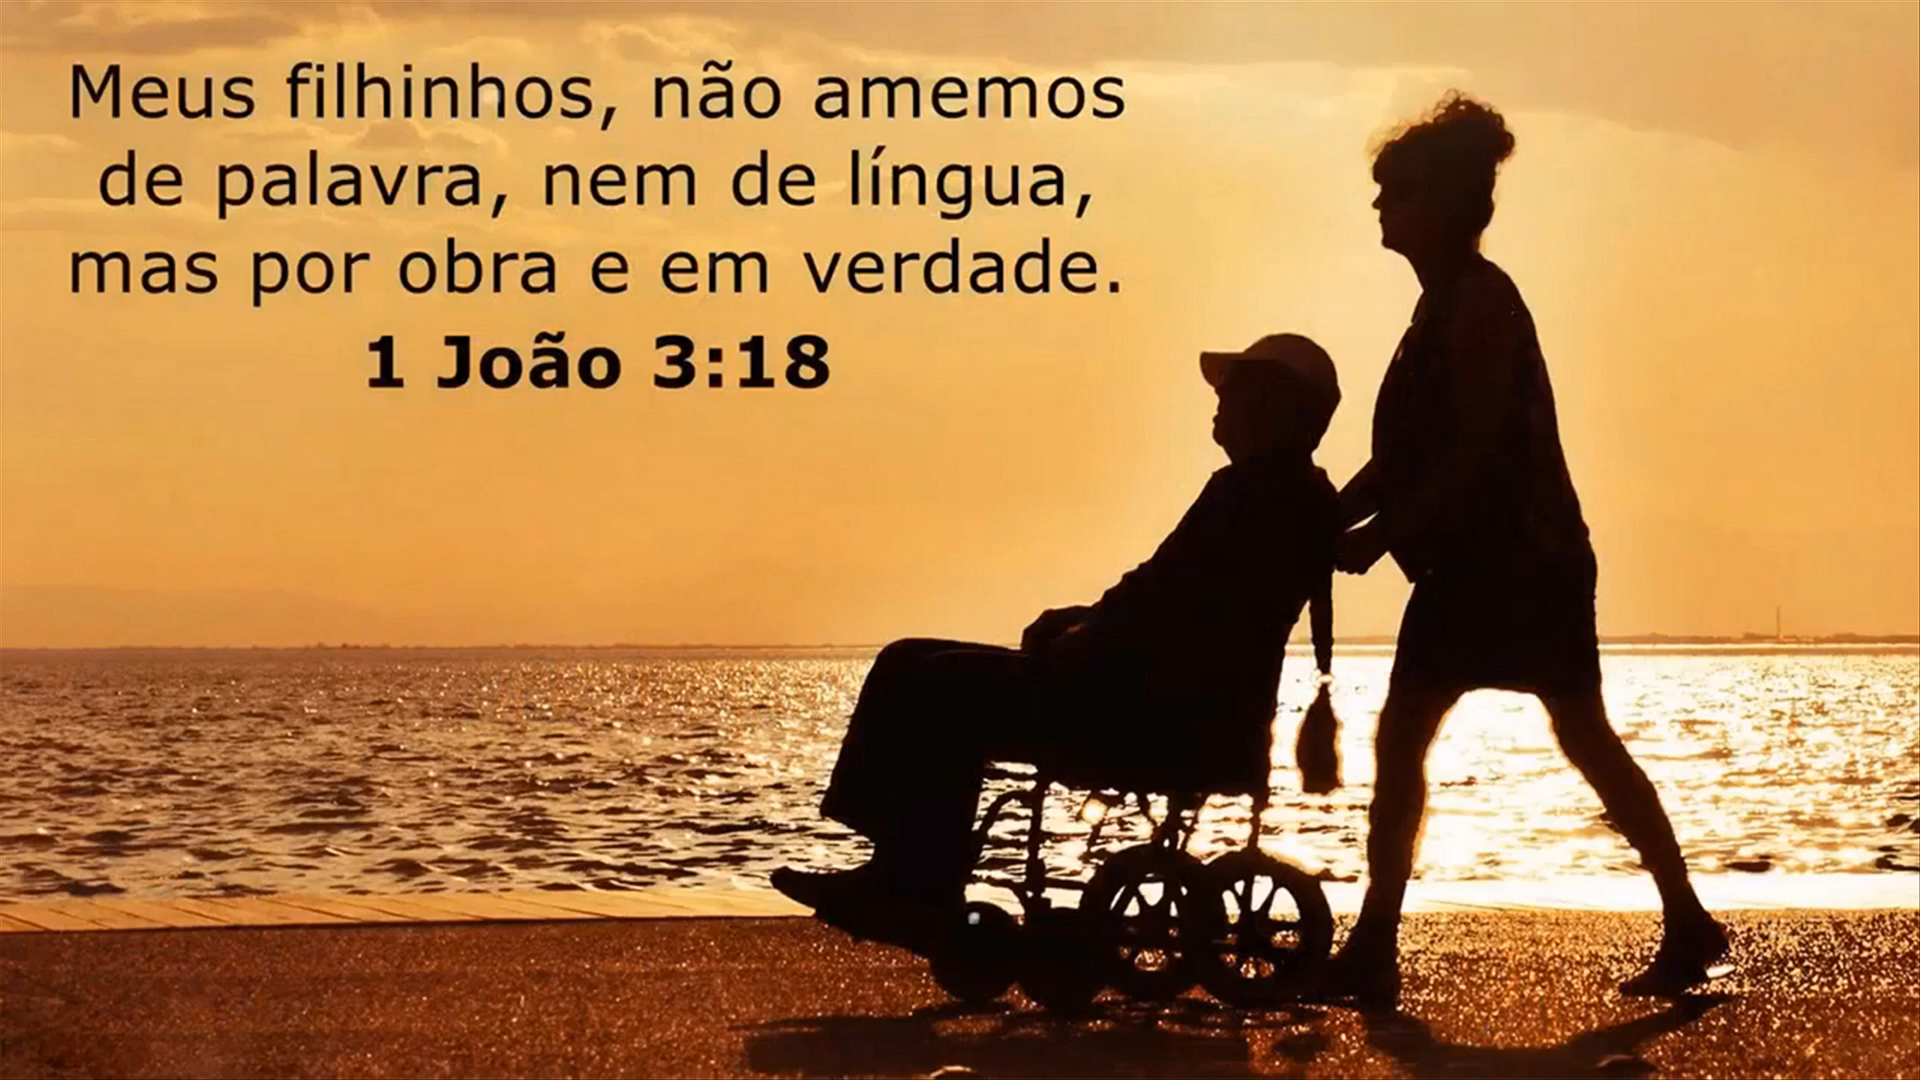 Meus filhinhos, não amemos
de palavra, nem de língua,
mas por obra e em verdade.
1 João 3:18